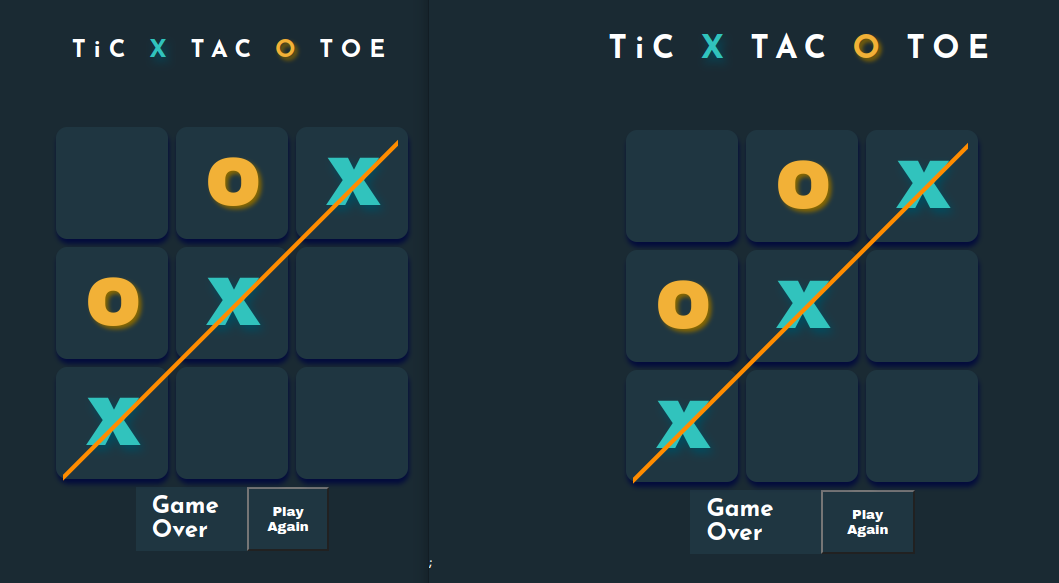 TiC X TAC O TOE
O X
O X
X
Game
Over
Play
Again
;
TiC X TAC O TOE
O X
O X
X
Game
Over
Play
Again